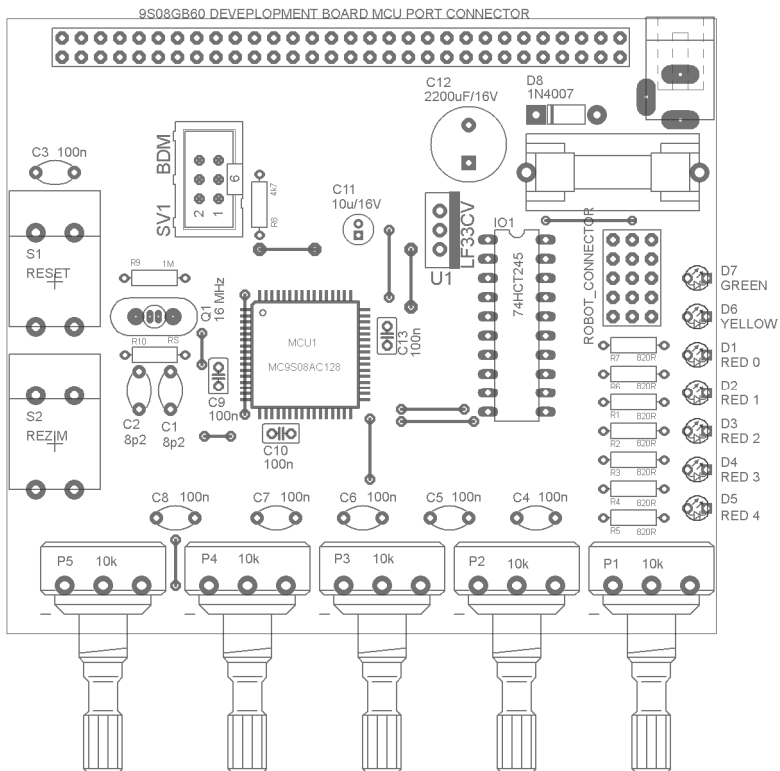 9S08GB60 DEVEPLOPMENT BOARD MCU PORT CONNECTOR
C12
2200uF/16V
D8
1N4007
C3 100n
SV1 BDM
2 1
6
R8 4k7
C11
10u/16V
U1
LF33CV
IO1
74HCT245
ROBOT_CONNECTOR
S1
RESET
R9 1M
Q1
16 MHz
R10 RS
MCU1
MC9S08AC128
C13
100n
C9
100n
C10
100n
S2
REZIM
C2
8p2
C1
8p2
D7
GREEN
D6
YELLOW
D1
RED 0
D2
RED 1
D3
RED 2
D4
RED 3
D5
RED 4
R7 820R
R6 820R
R1 820R
R2 820R
R3 820R
R4 820R
R5 820R
C8 100n
C7 100n
C6 100n
C5 100n
C4 100n
P5 10k
P4 10k
P3 10k
P2 10k
P1 10k